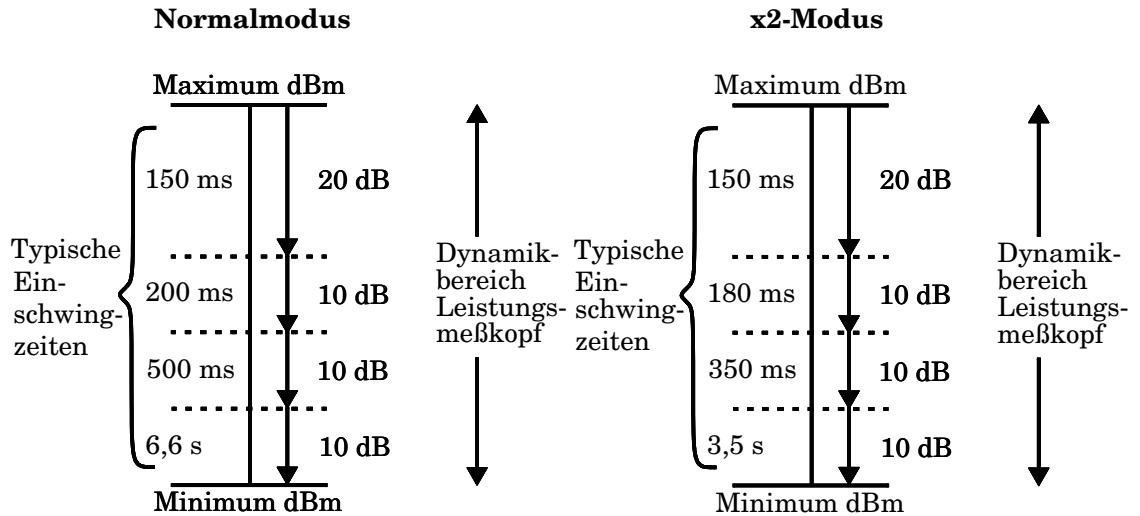 Normalmodus
Maximum dBm
150 ms
20 dB
Typische
Ein-
schwing-
zeiten
200 ms
10 dB
500 ms
10 dB
6,6 s
10 dB
Minimum dBm
Dynamik-
bereich
Leistungs-
meßkopf
x2-Modus
Maximum dBm
150 ms
20 dB
Typische
Ein-
schwing-
zeiten
180 ms
10 dB
350 ms
10 dB
3,5 s
10 dB
Minimum dBm
Dynamik-
bereich
Leistungs-
meßkopf